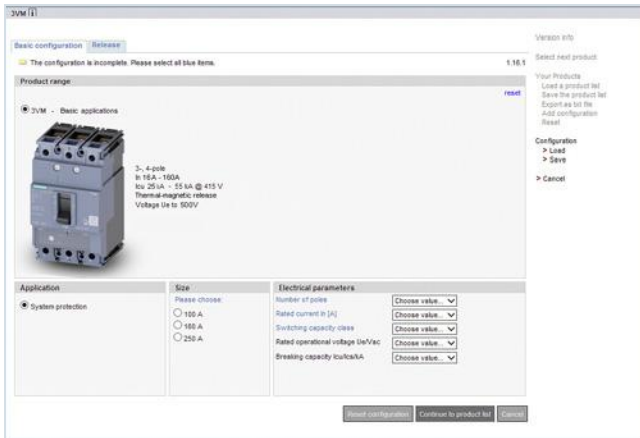 3VM
Basic configuration
Release
The configuration is incomplete. Please select all blue items.
1.16.1
Product range
reset
3VM - Basic applications
3-, 4-pole
In 16A - 160A
Icu 25 kA - 55 kA @ 415 V
Thermal-magnetic release
Voltage Ue to 500V
Application
System protection
Size
Please choose:
100 A
160 A
250 A
Electrical parameters
Number of poles Choose value...
Rated current In [A] Choose value...
Switching capacity class Choose value...
Rated operational voltage Ue/Vac Choose value...
Breaking capacity Icu/Ics/kA Choose value...
Reset configuration
Continue to product list
Cancel
Version info
Select next product
Your Products
Load a product list
Save the product list
Export as txt file
Add configuration
Reset
Configuration
> Load
> Save
> Cancel